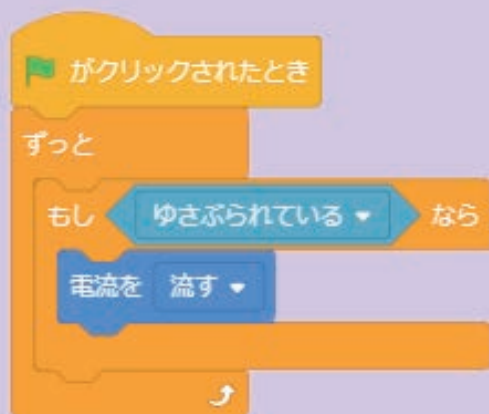 がクリックされたとき
ずっと
もし ゆさぶられている なら
電流を 流す